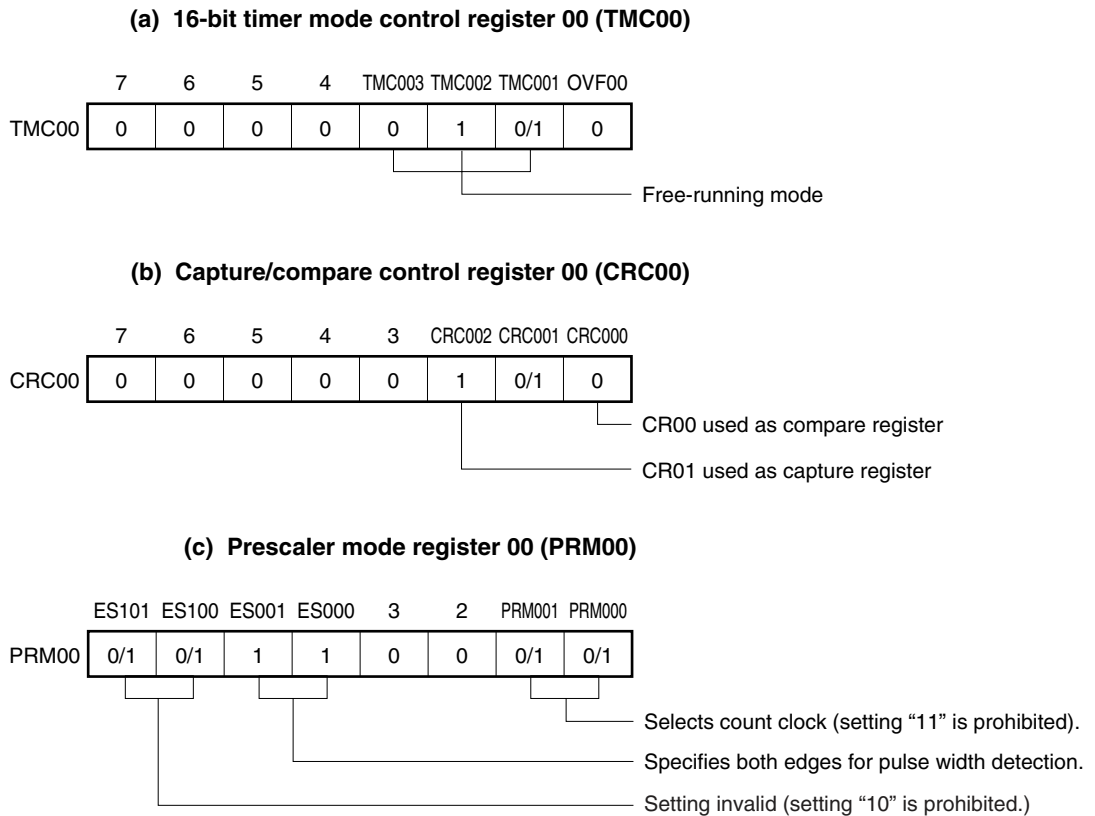 (a) 16-bit timer mode control register 00 (TMC00)
7 6 5 4 TMC003 TMC002 TMC001 OVF00
TMC00 0 0 0 0 0 1 0/1 0
Free-running mode
(b) Capture/compare control register 00 (CRC00)
7 6 5 4 3 CRC002 CRC001 CRC000
CRC00 0 0 0 0 0 1 0/1 0
CR00 used as compare register
CR01 used as capture register
(c) Prescaler mode register 00 (PRM00)
ES101 ES100 ES001 ES000 3 2 PRM001 PRM000
PRM00 0/1 0/1 1 1 0 0 0/1 0/1
Selects count clock (setting “11” is prohibited).
Specifies both edges for pulse width detection.
Setting invalid (setting “10” is prohibited.)